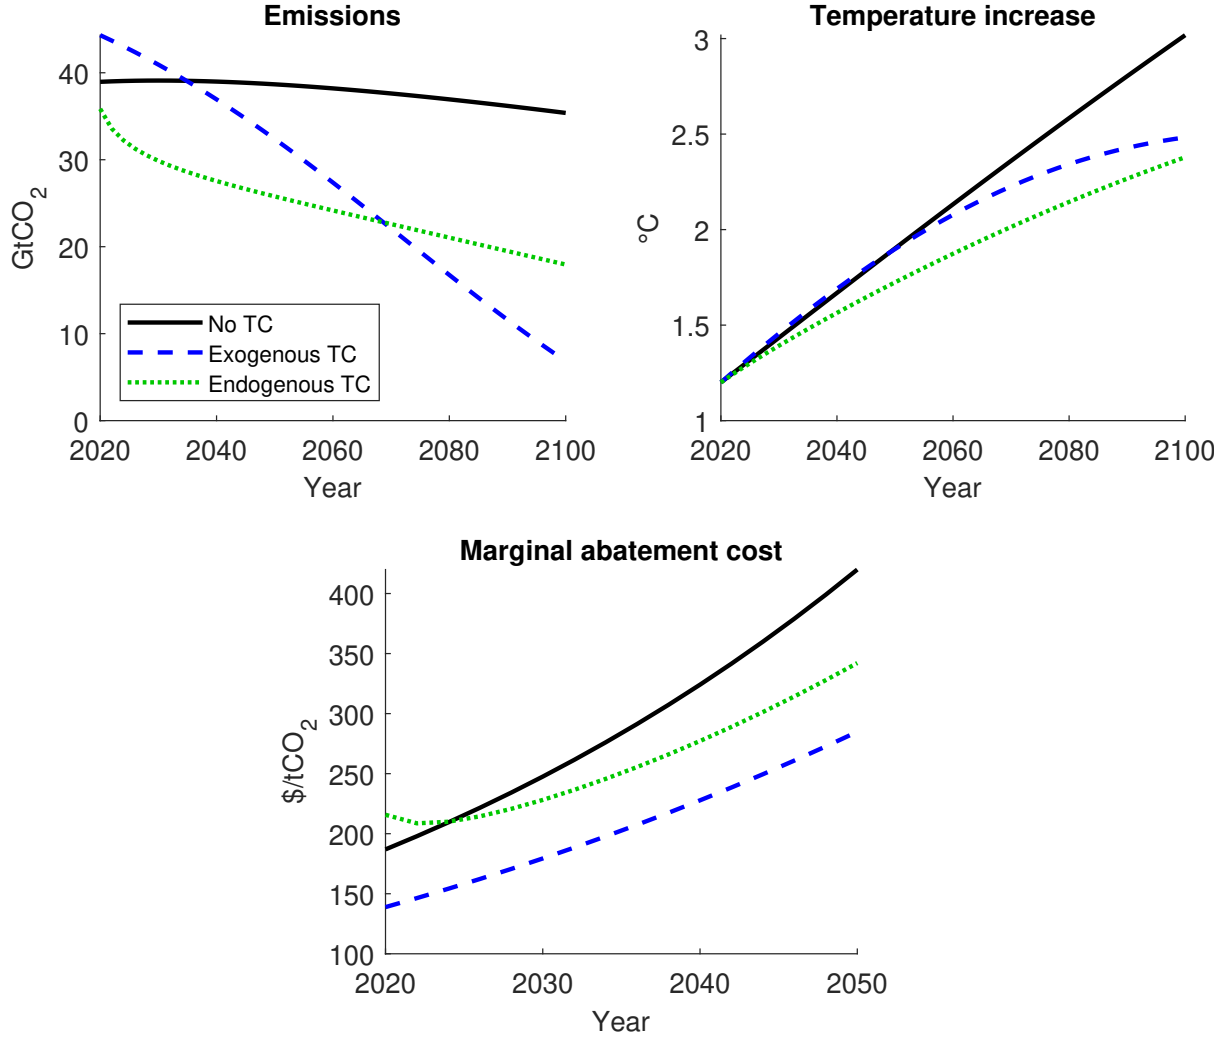 Emissions
GtCO2
40
30
20
10
0
No TC
Exogenous TC
Endogenous TC
2020 2040 2060 2080 2100
Year
Temperature increase
°C
3
2.5
2
1.5
1
2020 2040 2060 2080 2100
Year
Marginal abatement cost
$/tCO2
400
350
300
250
200
150
100
2020 2030 2040 2050
Year